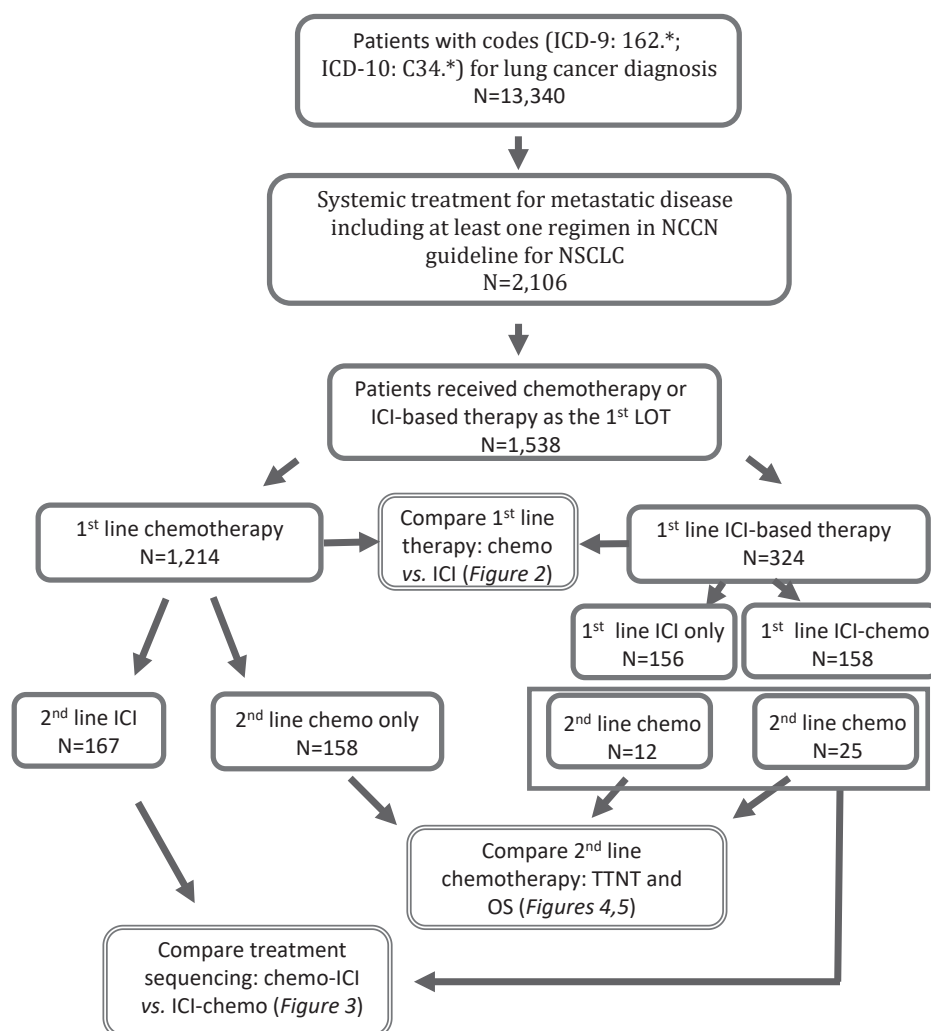 Patients with codes (ICD-9: 162.*;
ICD-10: C34.*) for lung cancer diagnosis
N=13,340
Systemic treatment for metastatic disease
including at least one regimen in NCCN
guideline for NSCLC
N=2,106
Patients received chemotherapy or
ICI-based therapy as the 1st LOT
N=1,538
1st line chemotherapy
N=1,214
Compare 1st line
therapy: chemo
vs. ICI (Figure 2)
1st line ICI-based therapy
N=324
1st line ICI only
N=156
1st line ICI-chemo
N=158
2nd line ICI
N=167
2nd line chemo only
N=158
2nd line chemo
N=12
2nd line chemo
N=25
Compare 2nd line
chemotherapy: TTNT and
OS (Figures 4,5)
Compare treatment
sequencing: chemo-ICI
vs. ICI-chemo (Figure 3)